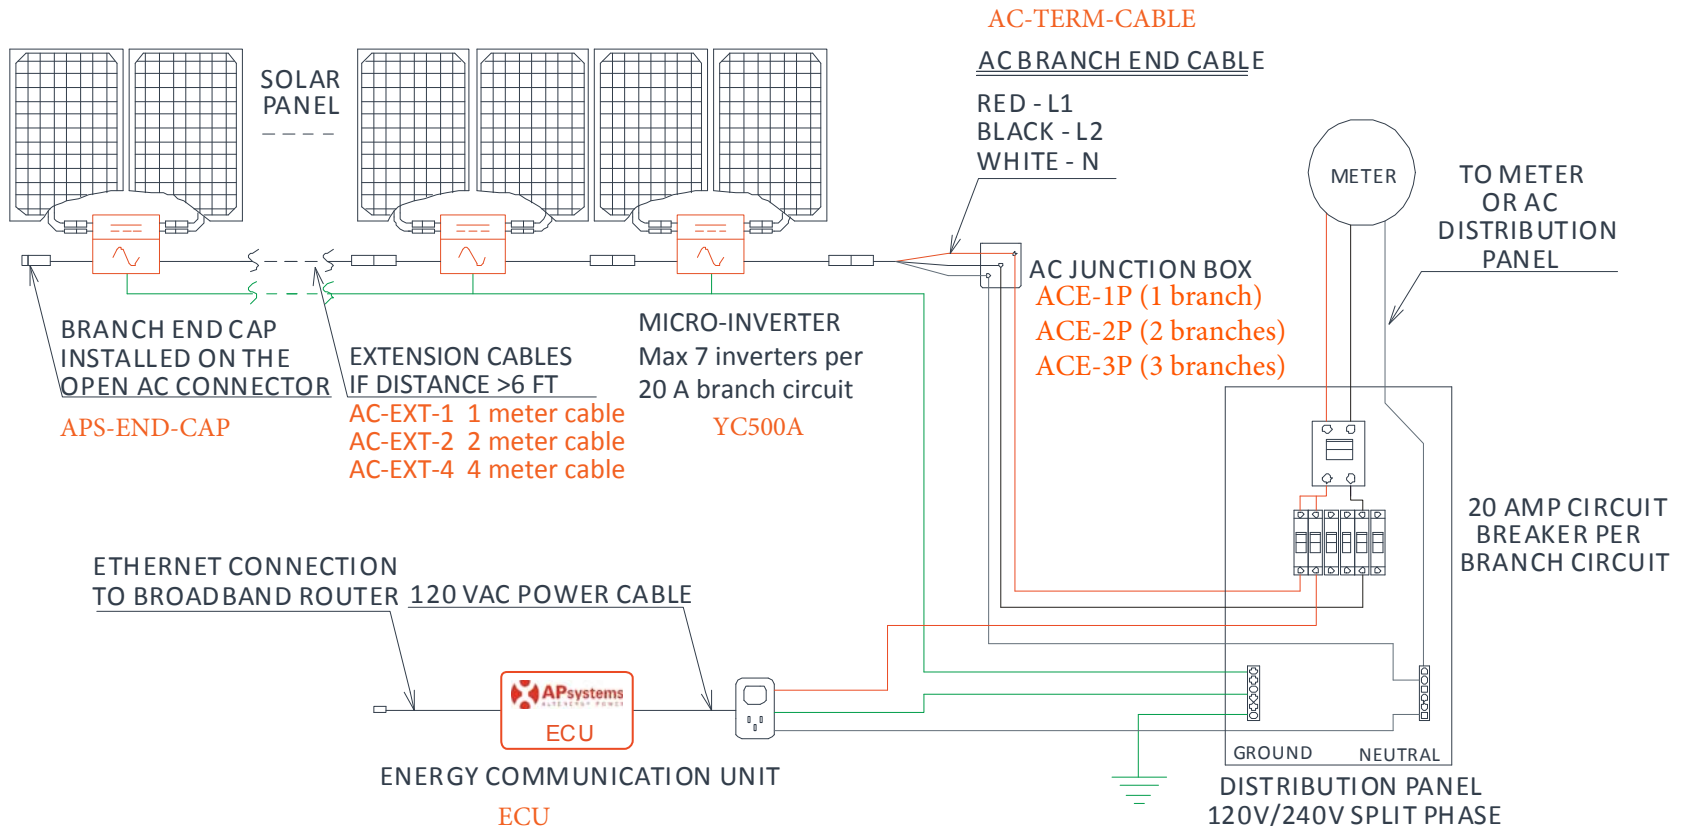 AC-TERM-CABLE
AC BRANCH END CABLE
RED - L1
BLACK - L2
WHITE - N
SOLAR
PANEL
METER
TO METER
OR AC
DISTRIBUTION
PANEL
AC JUNCTION BOX
ACE-1P (1 branch)
ACE-2P (2 branches)
ACE-3P (3 branches)
BRANCH END CAP
INSTALLED ON THE
OPEN AC CONNECTOR
APS-END-CAP
EXTENSION CABLES
IF DISTANCE >6 FT
AC-EXT-1 1 meter cable
AC-EXT-2 2 meter cable
AC-EXT-4 4 meter cable
MICRO-INVERTER
Max 7 inverters per
20 A branch circuit
YC500A
20 AMP CIRCUIT
BREAKER PER
BRANCH CIRCUIT
ETHERNET CONNECTION
TO BROADBAND ROUTER
120 VAC POWER CABLE
APsystems
ALTENERGY POWER
ECU
ENERGY COMMUNICATION UNIT
ECU
GROUND
NEUTRAL
DISTRIBUTION PANEL
120V/240V SPLIT PHASE